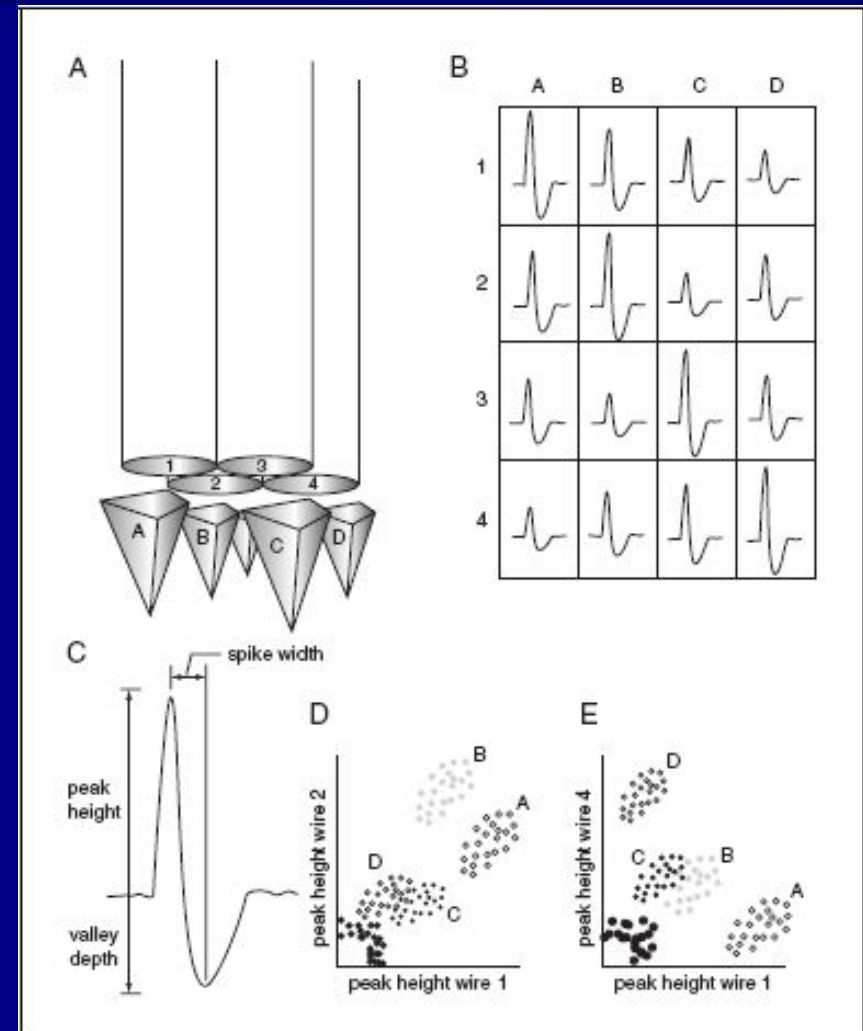 A
1
3
2
4
A
B
C
D
B
A B C D
1
2
3
4
C
spike width
peak
height
valley
depth
D
B
A
D
C
peak height wire 2
peak height wire 1
E
D
C
B
A
peak height wire 4
peak height wire 1